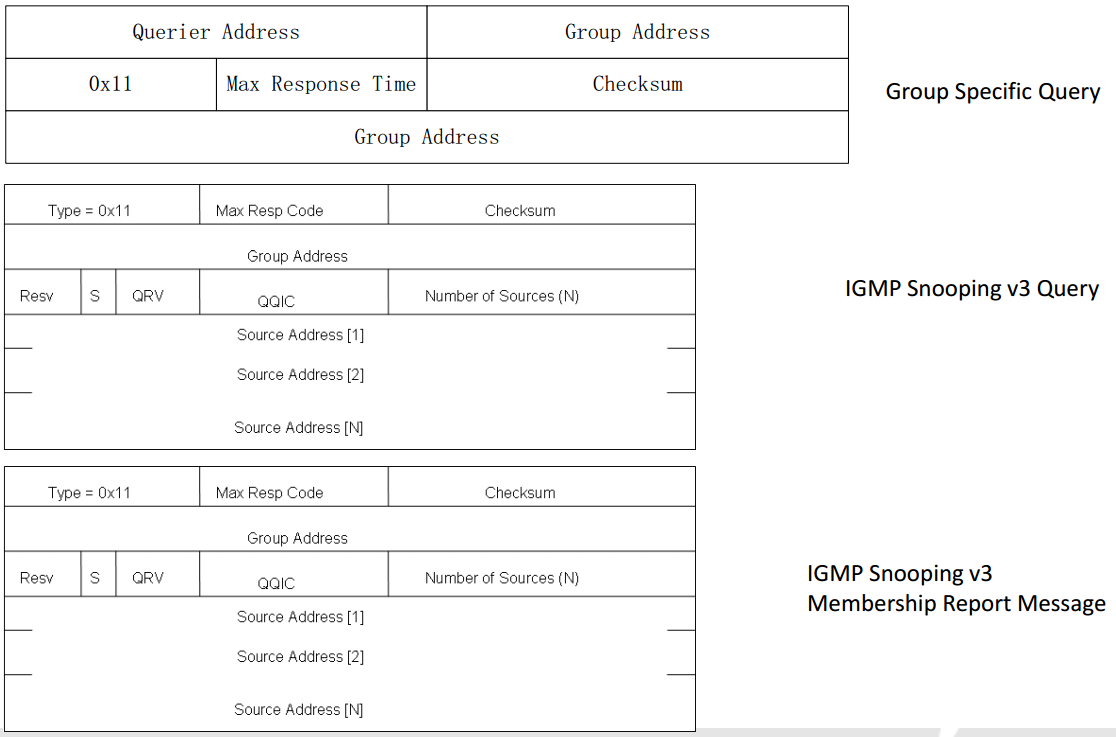 Querier Address Group Address
0x11 Max Response Time Checksum
Group Address
Group Specific Query
Type = 0x11 Max Resp Code Checksum
Group Address
Resv S QRV QQIC Number of Sources (N)
Source Address [1]
Source Address [2]
Source Address [N]
IGMP Snooping v3 Query
Type = 0x11 Max Resp Code Checksum
Group Address
Resv S QRV QQIC Number of Sources (N)
Source Address [1]
Source Address [2]
Source Address [N]
IGMP Snooping v3
Membership Report Message